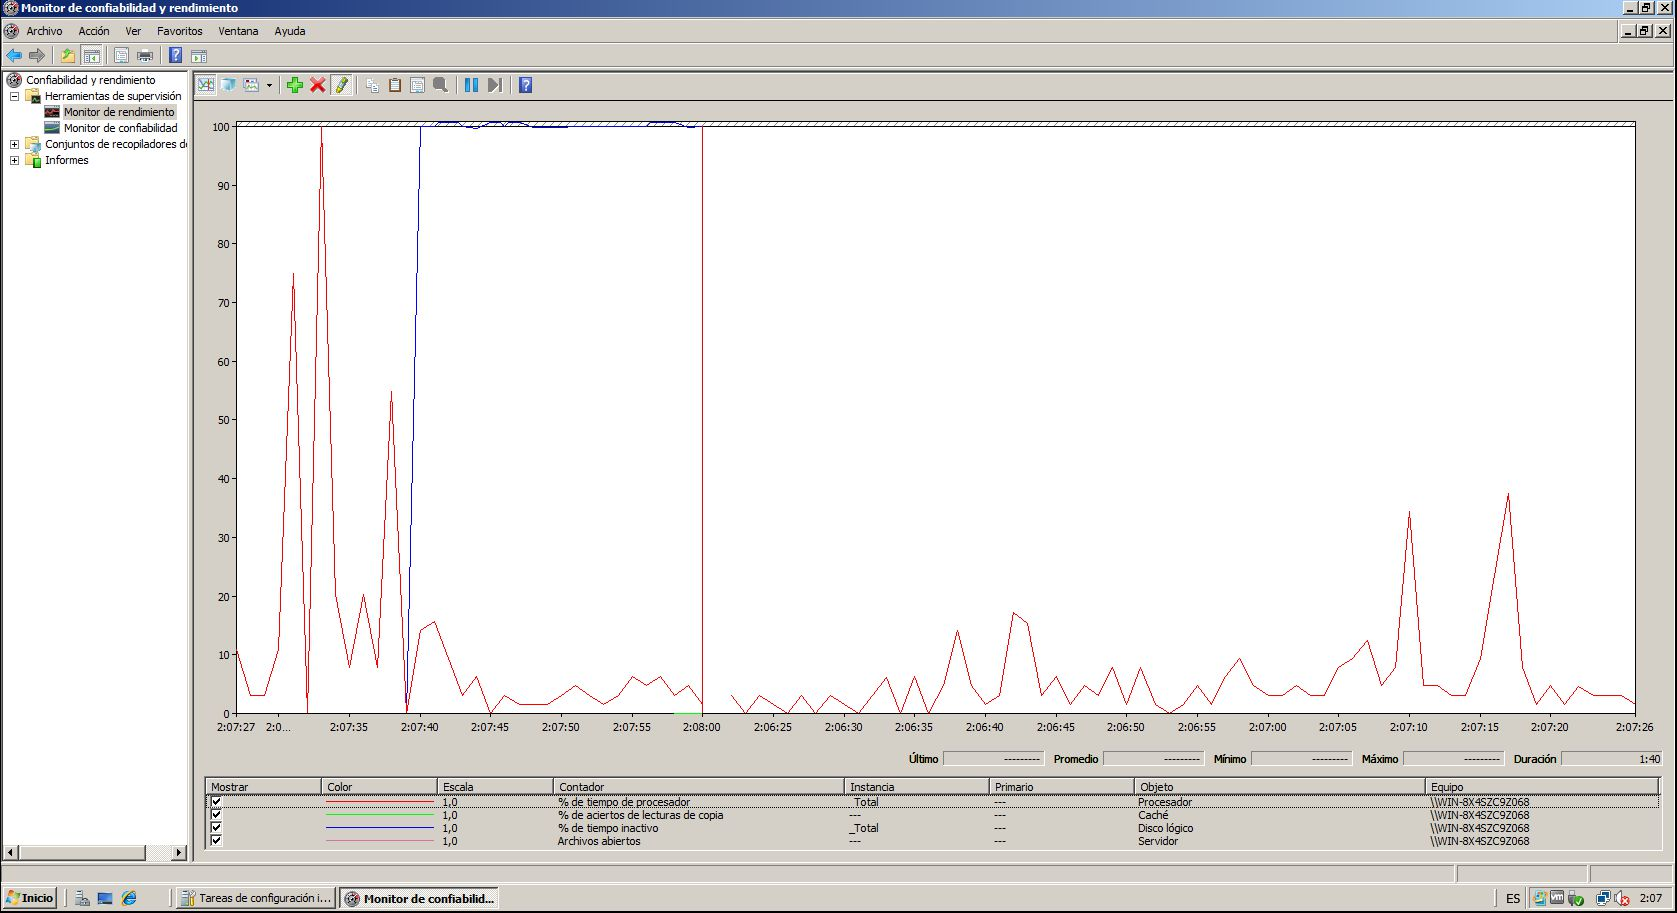 Monitor de confiabilidad y rendimiento
Archivo Acción Ver Favoritos Ventana Ayuda
Confiabilidad y rendimiento
Herramientas de supervisión
Monitor de rendimiento
Monitor de confiabilidad
Conjuntos de recopiladores de
Informes
100
90
80
70
60
50
40
30
20
10
0
2:07:27 2:0... 2:07:35 2:07:40 2:07:45 2:07:50 2:07:55 2:08:00 2:06:25 2:06:30 2:06:35 2:06:40 2:06:45 2:06:50 2:06:55 2:07:00 2:07:05 2:07:10 2:07:15 2:07:20 2:07:26
Último ---------- Promedio ---------- Mínimo ---------- Máximo ---------- Duración 1:40
Mostrar Color Escala Contador Instancia Primario Objeto Equipo
1,0 % de tiempo de procesador _Total --- Procesador \\WIN-8X4SZC9Z068
1,0 % de aciertos de lecturas de copia --- --- Caché \\WIN-8X4SZC9Z068
1,0 % de tiempo inactivo _Total --- Disco lógico \\WIN-8X4SZC9Z068
1,0 Archivos abiertos --- --- Servidor \\WIN-8X4SZC9Z068
Inicio Tareas de configuración i... Monitor de confiabilid... ES 2:07